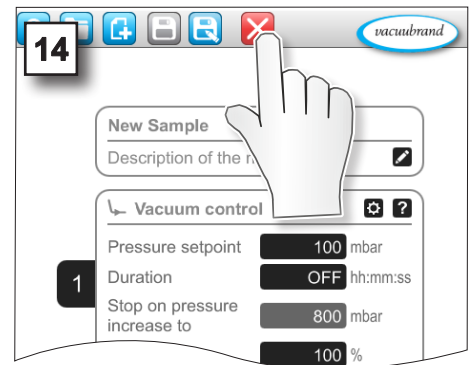 14
vacuubrand
New Sample
Description of the
Vacuum control
?
Pressure setpoint 100 mbar
1
Duration OFF hh:mm:ss
Stop on pressure
increase to 800 mbar
100 %